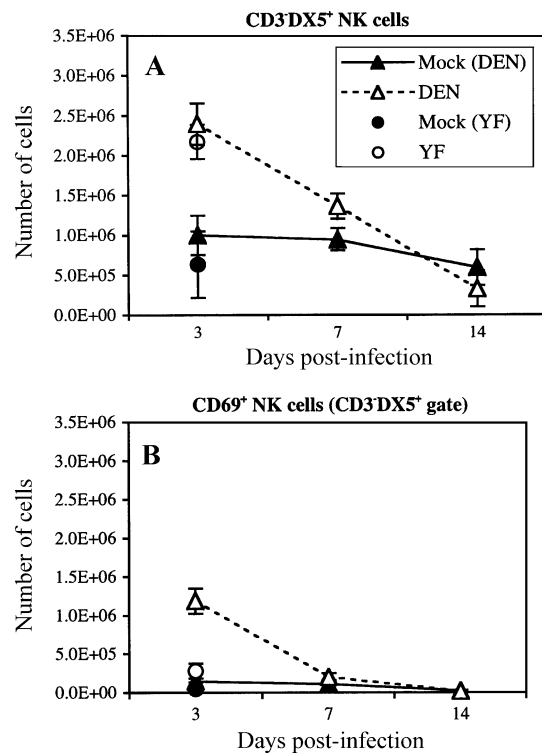 CD3⁻DX5⁺ NK cells
A
Mock (DEN)
DEN
Mock (YF)
YF
Number of cells
3.5E+06
3.0E+06
2.5E+06
2.0E+06
1.5E+06
1.0E+06
5.0E+05
0.0E+00
3 7 14
Days post-infection
CD69⁺ NK cells (CD3⁻DX5⁺ gate)
B
Number of cells
3.5E+06
3.0E+06
2.5E+06
2.0E+06
1.5E+06
1.0E+06
5.0E+05
0.0E+00
3 7 14
Days post-infection